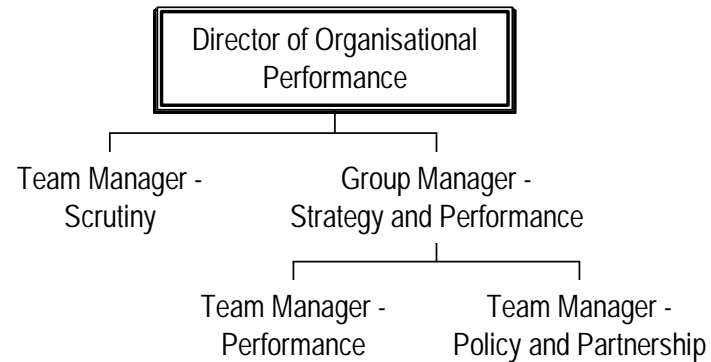 Director of Organisational
Performance
Team Manager -
Scrutiny
Group Manager -
Strategy and Performance
Team Manager -
Performance
Team Manager -
Policy and Partnership